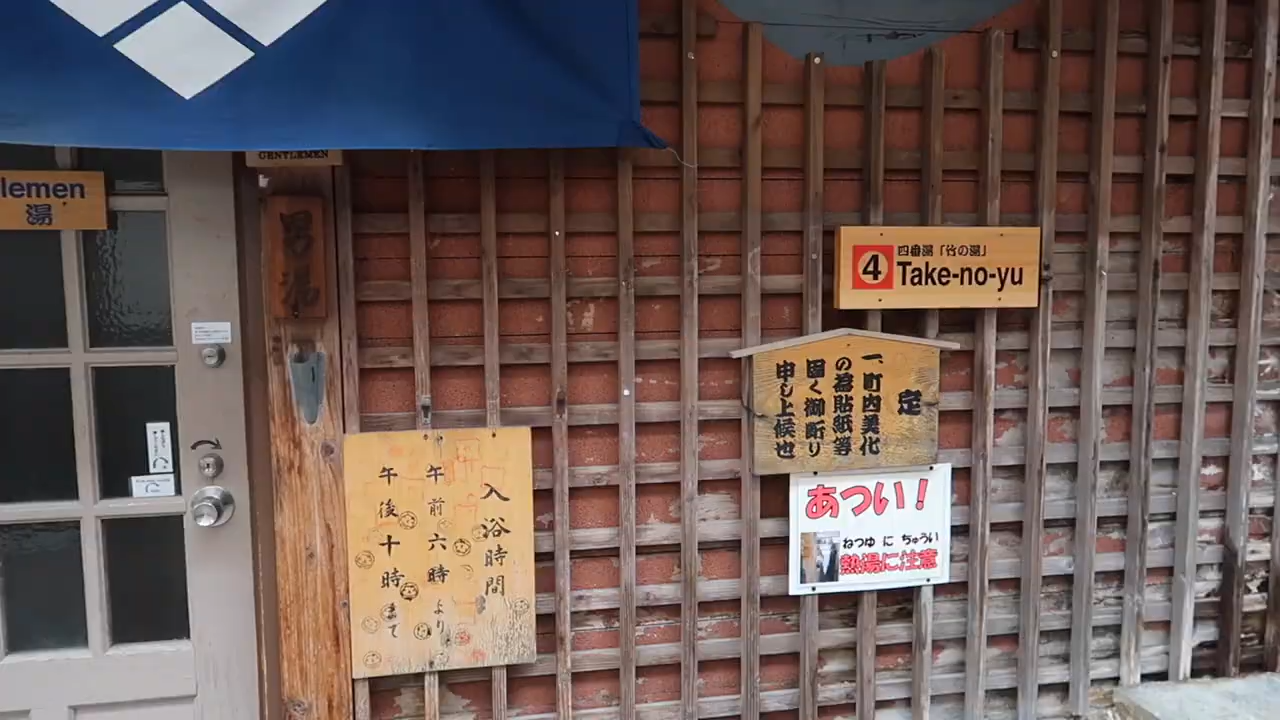 GENTLEMEN
lemen
湯
男湯
四番湯「竹の湯」
4
Take-no-yu
定
一、町内美化
の為貼紙等
固く御断り
申し上候也
あつい!
ねつゆ に ちゅうい
熱湯に注意
入浴時間
午前六時より
午後十時まで